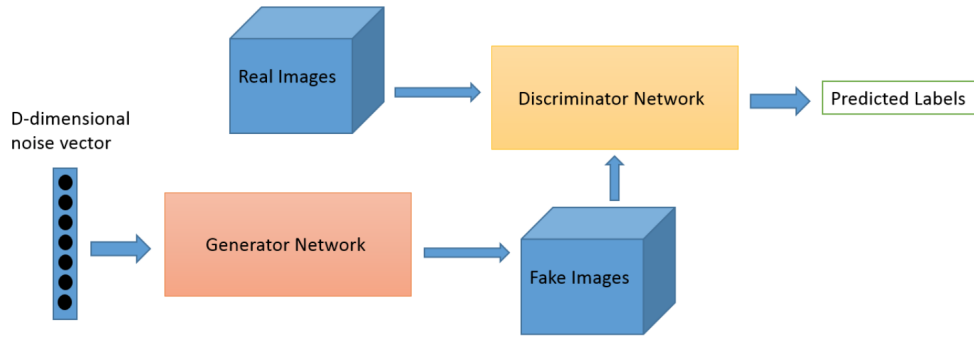 Real Images
Discriminator Network
Predicted Labels
D-dimensional
noise vector
Generator Network
Fake Images